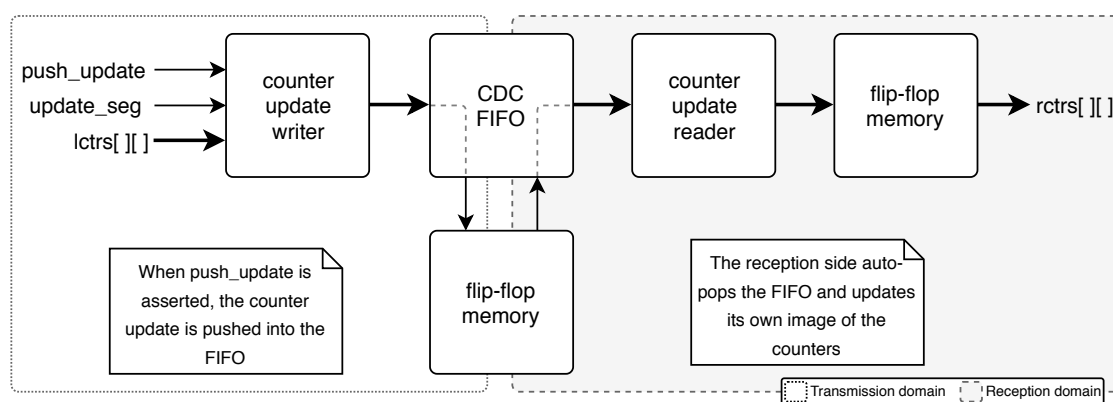 push_update
update_seg
lctrs[ ][ ]
counter
update
writer
CDC
FIFO
counter
update
reader
flip-flop
memory
rctrs[ ][ ]
When push_update is
asserted, the counter
update is pushed into the
FIFO
flip-flop
memory
The reception side auto-
pops the FIFO and updates
its own image of the
counters
Transmission domain
Reception domain